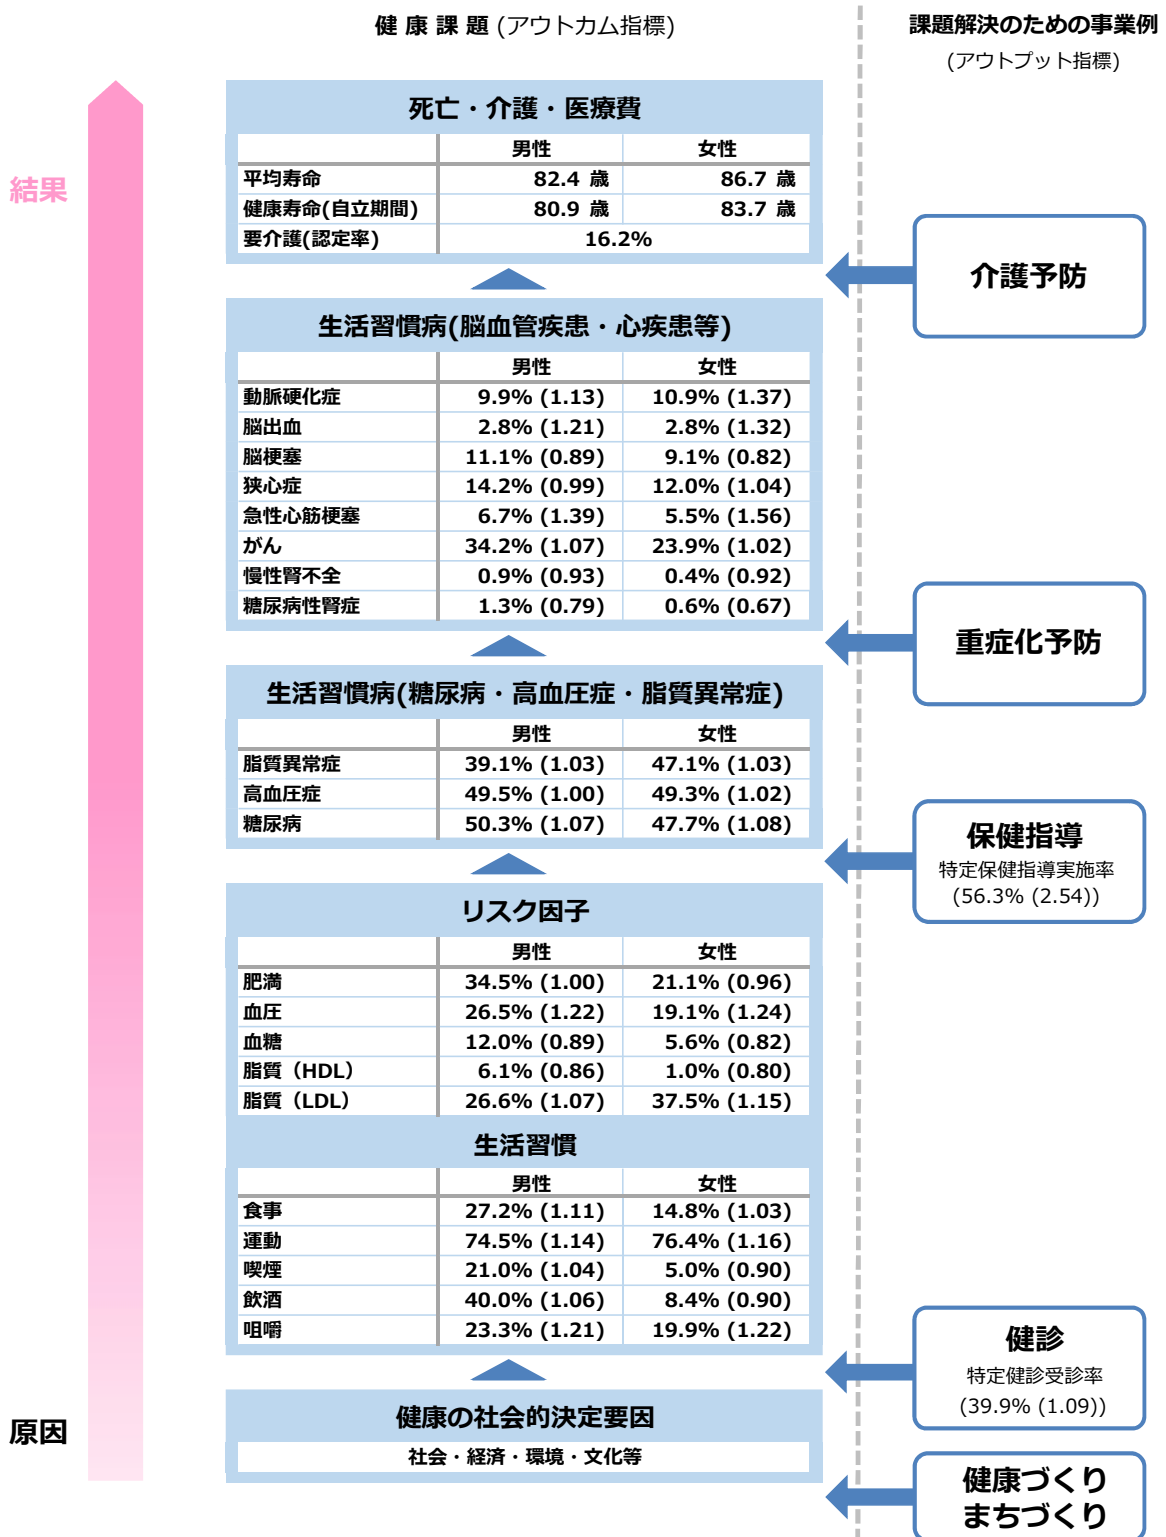 健 康 課 題 (アウトカム指標)
課題解決のための事業例
(アウトプット指標)
結果
原因
死亡・介護・医療費
男性 女性
平均寿命 82.4 歳 86.7 歳
健康寿命(自立期間) 80.9 歳 83.7 歳
要介護(認定率) 16.2%
介護予防
生活習慣病(脳血管疾患・心疾患等)
男性 女性
動脈硬化症 9.9% (1.13) 10.9% (1.37)
脳出血 2.8% (1.21) 2.8% (1.32)
脳梗塞 11.1% (0.89) 9.1% (0.82)
狭心症 14.2% (0.99) 12.0% (1.04)
急性心筋梗塞 6.7% (1.39) 5.5% (1.56)
がん 34.2% (1.07) 23.9% (1.02)
慢性腎不全 0.9% (0.93) 0.4% (0.92)
糖尿病性腎症 1.3% (0.79) 0.6% (0.67)
重症化予防
生活習慣病(糖尿病・高血圧症・脂質異常症)
男性 女性
脂質異常症 39.1% (1.03) 47.1% (1.03)
高血圧症 49.5% (1.00) 49.3% (1.02)
糖尿病 50.3% (1.07) 47.7% (1.08)
保健指導
特定保健指導実施率
(56.3% (2.54))
リスク因子
男性 女性
肥満 34.5% (1.00) 21.1% (0.96)
血圧 26.5% (1.22) 19.1% (1.24)
血糖 12.0% (0.89) 5.6% (0.82)
脂質（HDL） 6.1% (0.86) 1.0% (0.80)
脂質（LDL） 26.6% (1.07) 37.5% (1.15)
生活習慣
男性 女性
食事 27.2% (1.11) 14.8% (1.03)
運動 74.5% (1.14) 76.4% (1.16)
喫煙 21.0% (1.04) 5.0% (0.90)
飲酒 40.0% (1.06) 8.4% (0.90)
咀嚼 23.3% (1.21) 19.9% (1.22)
健診
特定健診受診率
(39.9% (1.09))
健康の社会的決定要因
社会・経済・環境・文化等
健康づくり
まちづくり